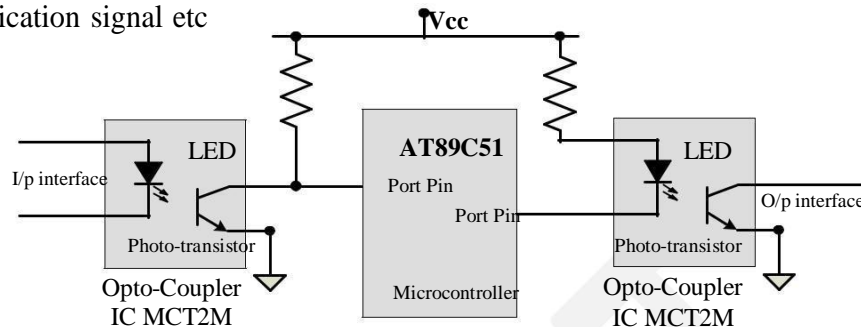 ication signal etc
Vcc
LED
I/p interface
Photo-transistor
Opto-Coupler
IC MCT2M
AT89C51
Port Pin
Port Pin
Microcontroller
LED
O/p interface
Photo-transistor
Opto-Coupler
IC MCT2M